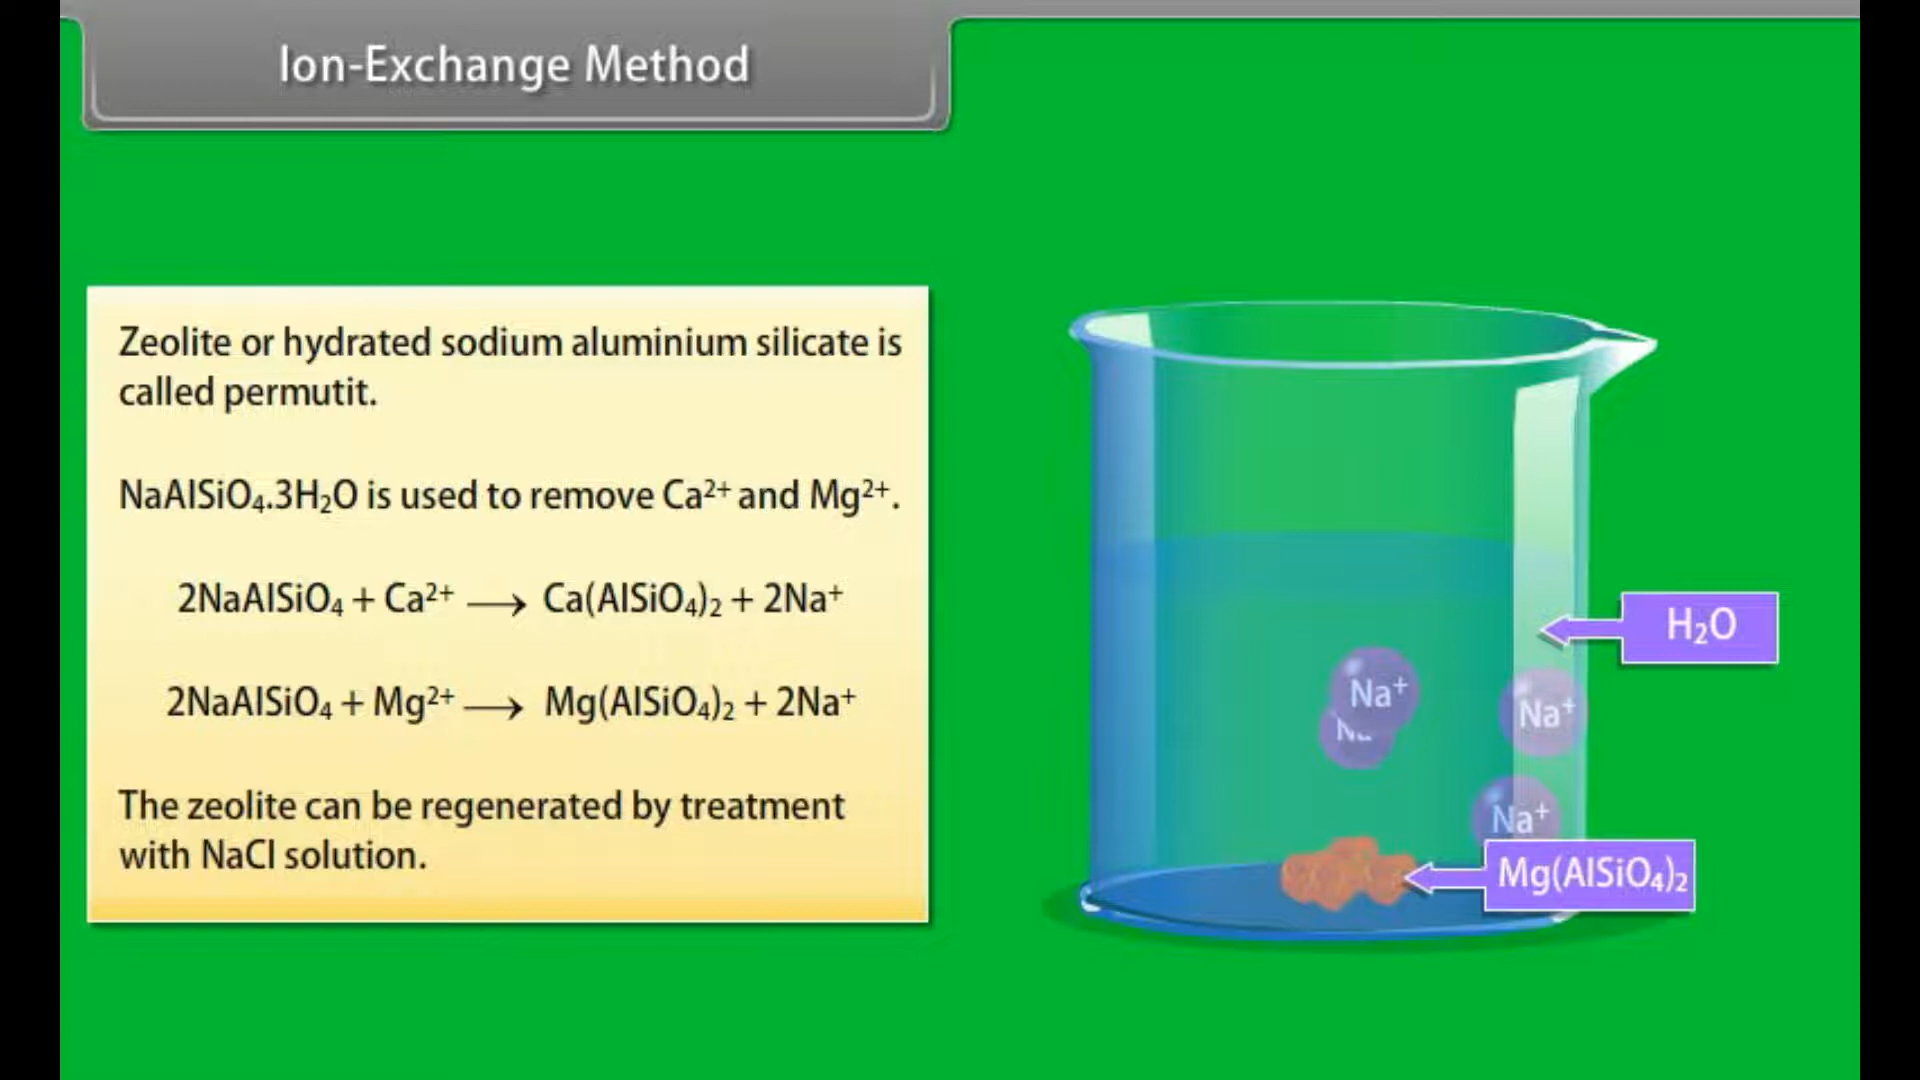 Ion-Exchange Method
Zeolite or hydrated sodium aluminium silicate is
called permutit.
NaAlSiO₄.3H₂O is used to remove Ca²⁺ and Mg²⁺.
2NaAlSiO₄ + Ca²⁺ ⟶ Ca(AlSiO₄)₂ + 2Na⁺
2NaAlSiO₄ + Mg²⁺ ⟶ Mg(AlSiO₄)₂ + 2Na⁺
The zeolite can be regenerated by treatment
with NaCl solution.
H₂O
Na⁺
Na⁺
Na⁺
Mg(AlSiO₄)₂